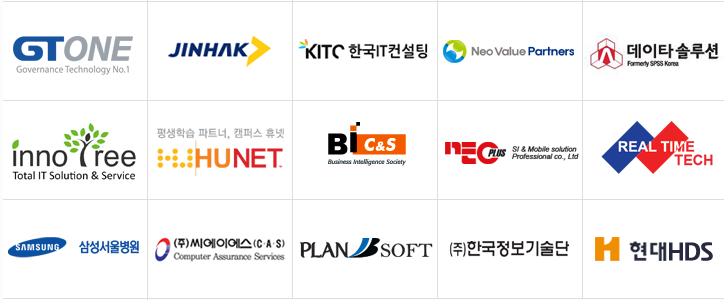 GTONE
Governance Technology No.1
JINHAK
KITC 한국IT컨설팅
Neo Value Partners
데이타솔루션
Formerly SPSS Korea
innoTree
Total IT Solution & Service
평생학습 파트너, 캠퍼스 휴넷
HUNET
BI C&S
Business Intelligence Society
NEO PLUS
SI & Mobile solution
Professional co., Ltd
REAL TIME
TECH
SAMSUNG 삼성서울병원
(주)씨에이에스(C·A·S)
Computer Assurance Services
PLAN B SOFT
(주)한국정보기술단
현대HDS